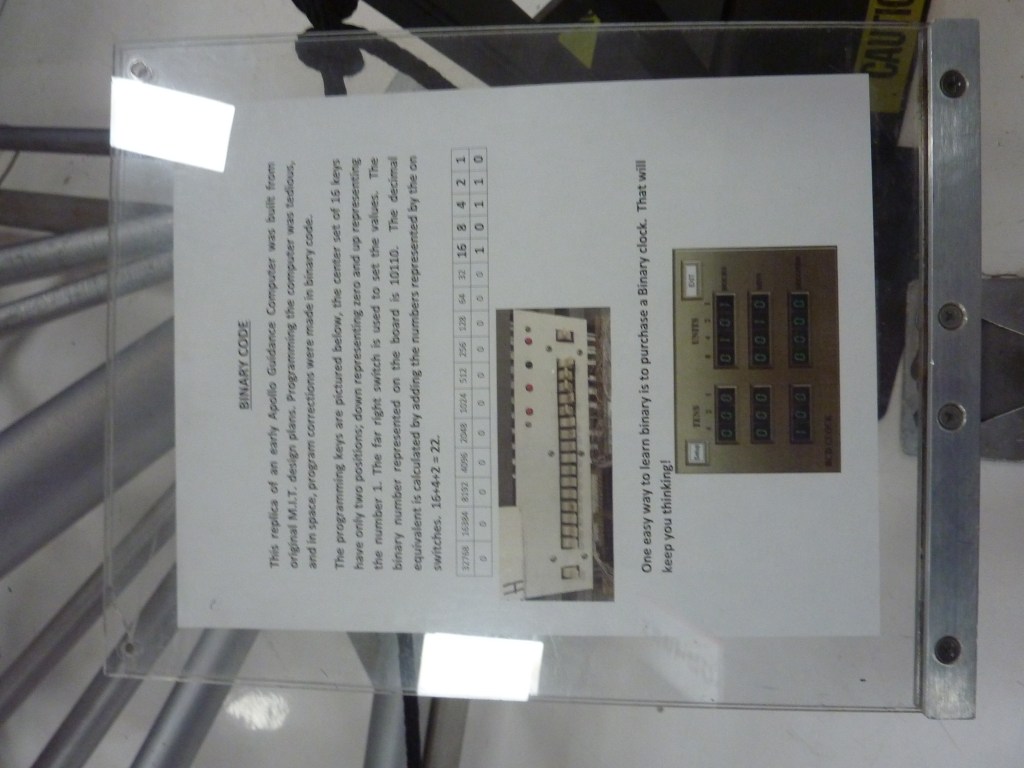 BINARY CODE
This replica of an early Apollo Guidance Computer was built from
original M.I.T. design plans. Programming the computer was tedious,
and in space, program corrections were made in binary code.
The programming keys are pictured below, the center set of 16 keys
have only two positions; down representing zero and up representing
the number 1. The far right switch is used to set the values. The
binary number represented on the board is 10110. The decimal
equivalent is calculated by adding the numbers represented by the on
switches. 16+4+2 = 22.
32768 16384 8192 4096 2048 1024 512 256 128 64 32 16 8 4 2 1
0 0 0 0 0 0 0 0 0 0 0 1 0 1 1 0
One easy way to learn binary is to purchase a Binary clock. That will
keep you thinking!
TENS UNITS
CAUTIO